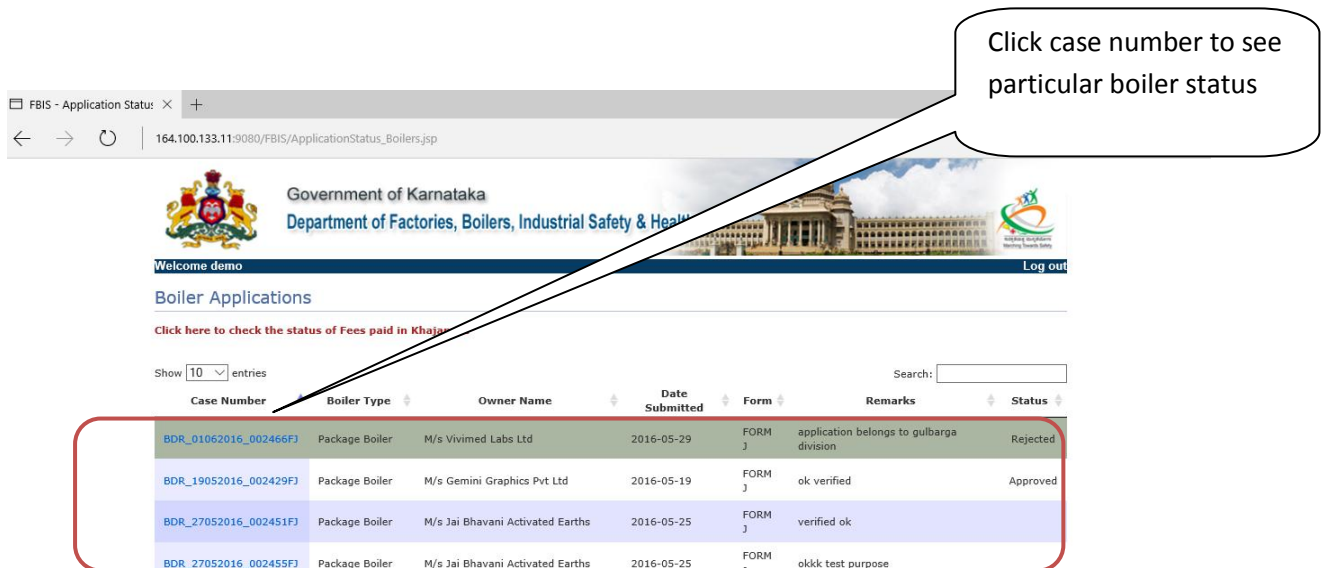 Click case number to see
particular boiler status
FBIS - Application Status
164.100.133.11:9080/FBIS/ApplicationStatus_Boilers.jsp
Government of Karnataka
Department of Factories, Boilers, Industrial Safety &
Marching Towards Safety
Welcome demo Log out
Boiler Applications
Click here to check the status of Fees paid in
Show 10 entries Search:
Case Number Boiler Type Owner Name Date Submitted Form Remarks Status
BDR_01062016_002466FJ Package Boiler M/s Vivimed Labs Ltd 2016-05-29 FORM J application belongs to gulbarga division Rejected
BDR_19052016_002429FJ Package Boiler M/s Gemini Graphics Pvt Ltd 2016-05-19 FORM J ok verified Approved
BDR_27052016_002451FJ Package Boiler M/s Jai Bhavani Activated Earths 2016-05-25 FORM J verified ok
BDR_27052016_002455FJ Package Boiler M/s Jai Bhavani Activated Earths 2016-05-25 FORM okkk test purpose